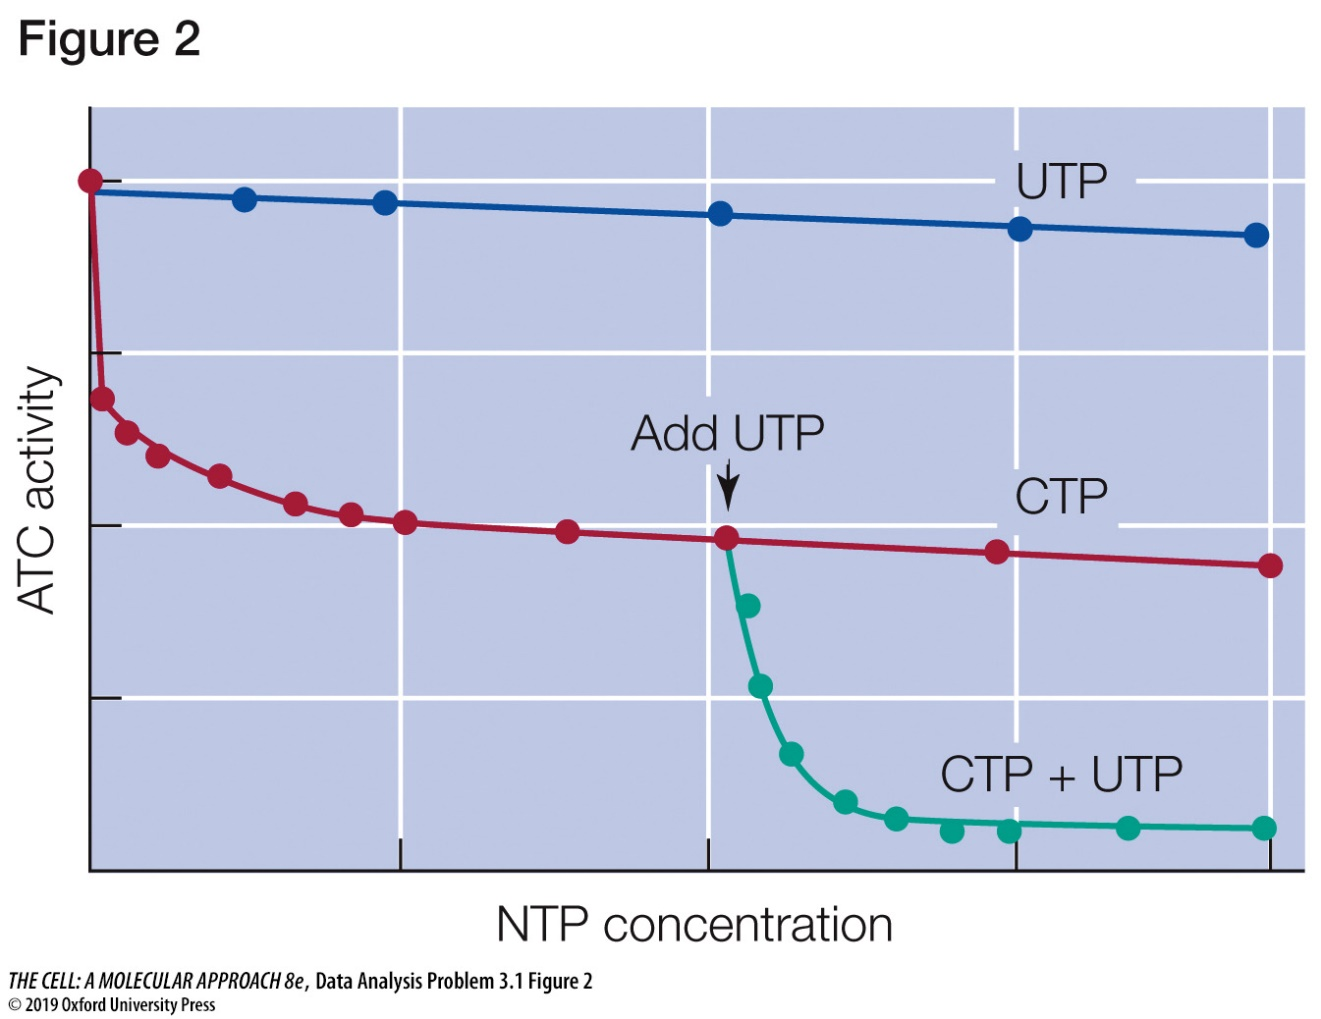 Figure 2
UTP
Add UTP
CTP
ATC activity
CTP + UTP
NTP concentration
THE CELL: A MOLECULAR APPROACH 8e, Data Analysis Problem 3.1 Figure 2
© 2019 Oxford University Press